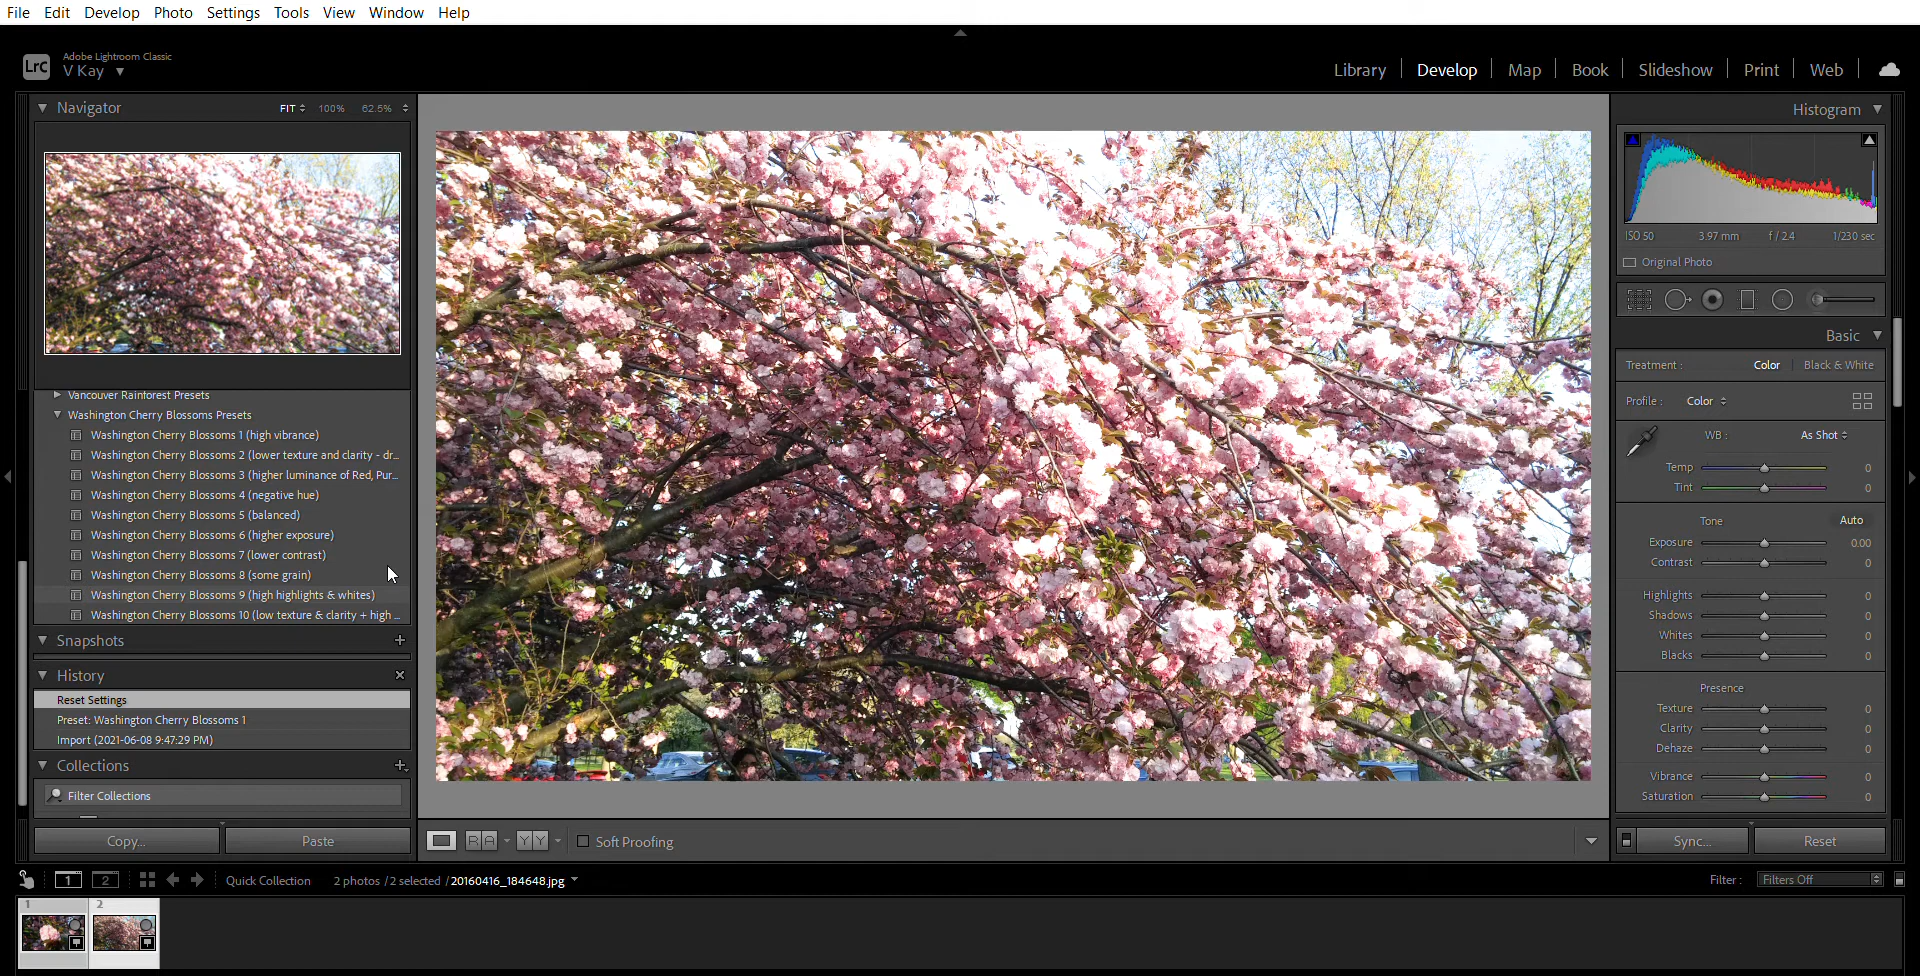 File Edit Develop Photo Settings Tools View Window Help
LrC
Adobe Lightroom Classic
V Kay
Library Develop Map Book Slideshow Print Web
Navigator FIT 100% 62.5%
Vancouver Rainforest Presets
Washington Cherry Blossoms Presets
Washington Cherry Blossoms 1 (high vibrance)
Washington Cherry Blossoms 2 (lower texture and clarity - dr...
Washington Cherry Blossoms 3 (higher luminance of Red, Pur...
Washington Cherry Blossoms 4 (negative hue)
Washington Cherry Blossoms 5 (balanced)
Washington Cherry Blossoms 6 (higher exposure)
Washington Cherry Blossoms 7 (lower contrast)
Washington Cherry Blossoms 8 (some grain)
Washington Cherry Blossoms 9 (high highlights & whites)
Washington Cherry Blossoms 10 (low texture & clarity + high ...
Snapshots +
History
Reset Settings
Preset: Washington Cherry Blossoms 1
Import (2021-06-08 9:47:29 PM)
Collections +
Filter Collections
Copy... Paste
R A Y Y Soft Proofing
Histogram
ISO 50 3.97 mm f / 2.4 1/230 sec
Original Photo
Basic
Treatment : Color Black & White
Profile : Color
WB : As Shot
Temp 0
Tint 0
Tone Auto
Exposure 0.00
Contrast 0
Highlights 0
Shadows 0
Whites 0
Blacks 0
Presence
Texture 0
Clarity 0
Dehaze 0
Vibrance 0
Saturation 0
Sync... Reset
1 2 Quick Collection 2 photos / 2 selected / 20160416_184648.jpg Filter : Filters Off
1 2